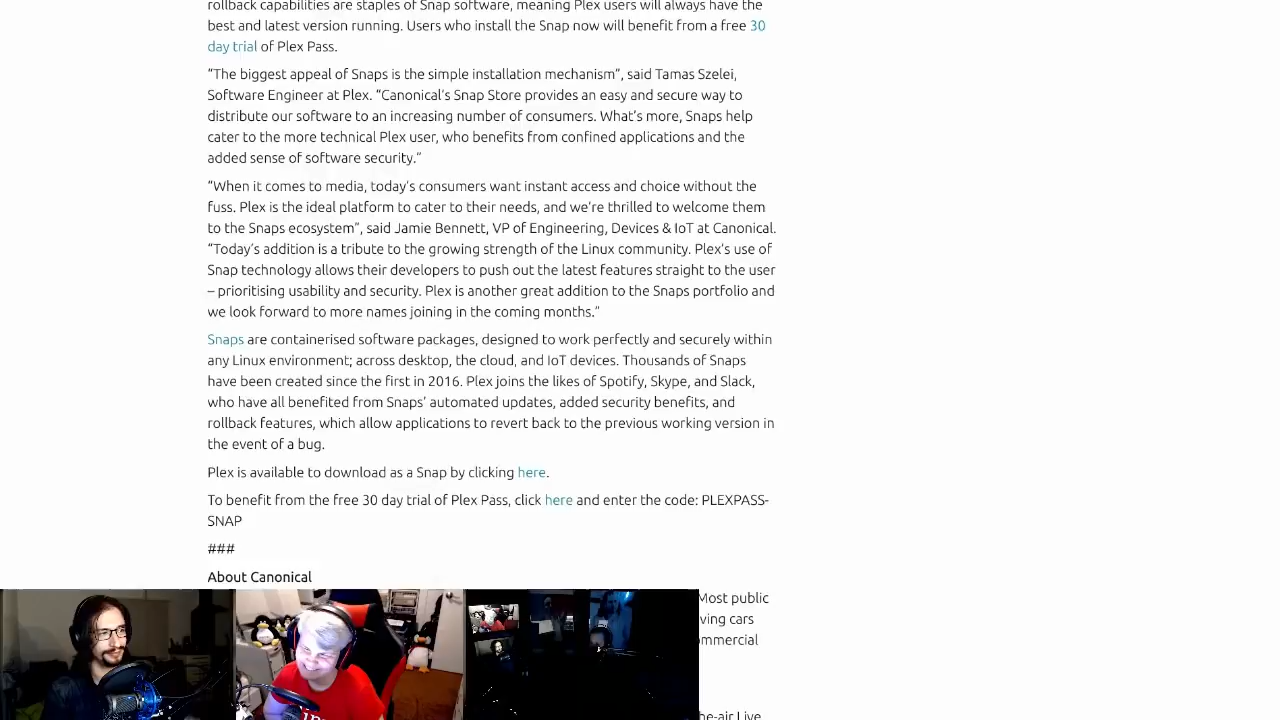 rollback capabilities are staples of Snap software, meaning Plex users will always have the
best and latest version running. Users who install the Snap now will benefit from a free 30
day trial of Plex Pass.
“The biggest appeal of Snaps is the simple installation mechanism”, said Tamas Szelei,
Software Engineer at Plex. “Canonical’s Snap Store provides an easy and secure way to
distribute our software to an increasing number of consumers. What’s more, Snaps help
cater to the more technical Plex user, who benefits from confined applications and the
added sense of software security.”
“When it comes to media, today’s consumers want instant access and choice without the
fuss. Plex is the ideal platform to cater to their needs, and we’re thrilled to welcome them
to the Snaps ecosystem”, said Jamie Bennett, VP of Engineering, Devices & IoT at Canonical.
“Today’s addition is a tribute to the growing strength of the Linux community. Plex’s use of
Snap technology allows their developers to push out the latest features straight to the user
– prioritising usability and security. Plex is another great addition to the Snaps portfolio and
we look forward to more names joining in the coming months.”
Snaps are containerised software packages, designed to work perfectly and securely within
any Linux environment; across desktop, the cloud, and IoT devices. Thousands of Snaps
have been created since the first in 2016. Plex joins the likes of Spotify, Skype, and Slack,
who have all benefited from Snaps’ automated updates, added security benefits, and
rollback features, which allow applications to revert back to the previous working version in
the event of a bug.
Plex is available to download as a Snap by clicking here.
To benefit from the free 30 day trial of Plex Pass, click here and enter the code: PLEXPASS-
SNAP
###
About Canonical
Most public
ving cars
mmercial
he-air Live